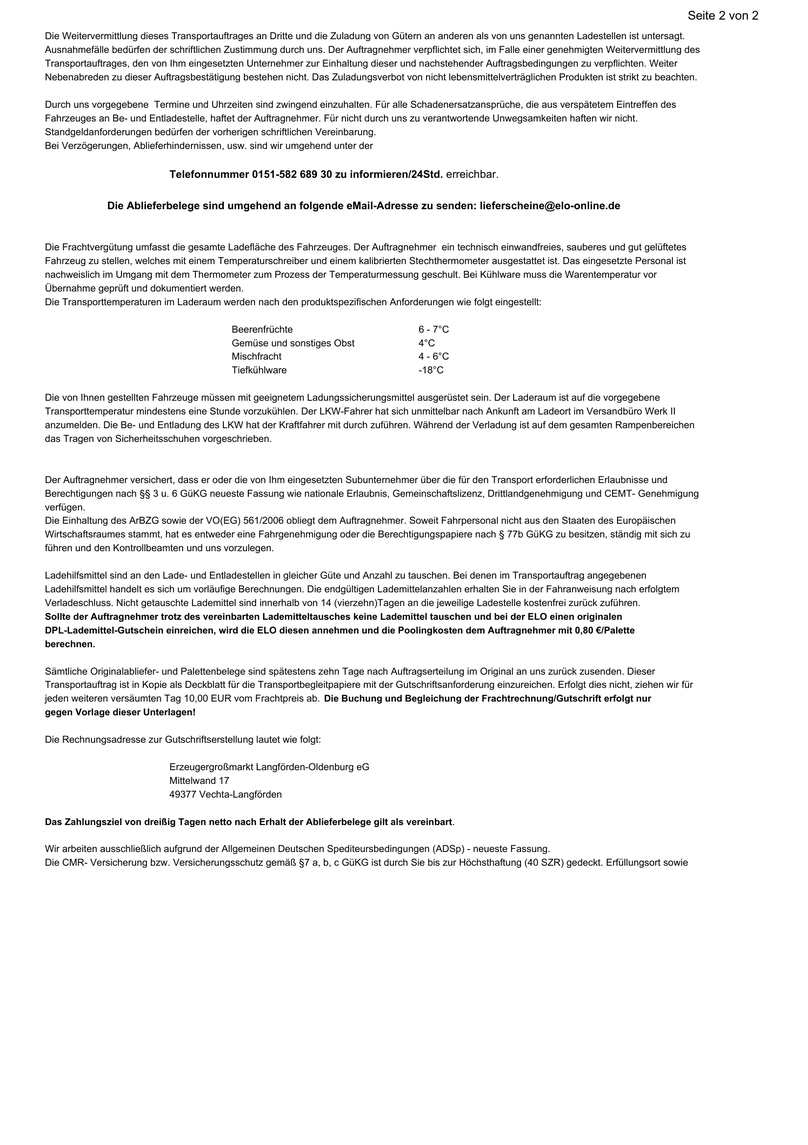 Seite 2 von 2
Die Weitervermittlung dieses Transportauftrages an Dritte und die Zuladung von Gütern an anderen als von uns genannten Ladestellen ist untersagt.
Ausnahmefälle bedürfen der schriftlichen Zustimmung durch uns. Der Auftragnehmer verpflichtet sich, im Falle einer genehmigten Weitervermittlung des
Transportauftrages, den von Ihm eingesetzten Unternehmer zur Einhaltung dieser und nachstehender Auftragsbedingungen zu verpflichten. Weiter
Nebenabreden zu dieser Auftragsbestätigung bestehen nicht. Das Zuladungsverbot von nicht lebensmittelverträglichen Produkten ist strikt zu beachten.
Durch uns vorgegebene Termine und Uhrzeiten sind zwingend einzuhalten. Für alle Schadenersatzansprüche, die aus verspätetem Eintreffen des
Fahrzeuges an Be- und Entladestelle, haftet der Auftragnehmer. Für nicht durch uns zu verantwortende Unwegsamkeiten haften wir nicht.
Standgeldanforderungen bedürfen der vorherigen schriftlichen Vereinbarung.
Bei Verzögerungen, Ablieferhindernissen, usw. sind wir umgehend unter der
Telefonnummer 0151-582 689 30 zu informieren/24Std. erreichbar.
Die Ablieferbelege sind umgehend an folgende eMail-Adresse zu senden: lieferscheine@elo-online.de
Die Frachtvergütung umfasst die gesamte Ladefläche des Fahrzeuges. Der Auftragnehmer ein technisch einwandfreies, sauberes und gut gelüftetes
Fahrzeug zu stellen, welches mit einem Temperaturschreiber und einem kalibrierten Stechthermometer ausgestattet ist. Das eingesetzte Personal ist
nachweislich im Umgang mit dem Thermometer zum Prozess der Temperaturmessung geschult. Bei Kühlware muss die Warentemperatur vor
Übernahme geprüft und dokumentiert werden.
Die Transporttemperaturen im Laderaum werden nach den produktspezifischen Anforderungen wie folgt eingestellt:
Beerenfrüchte 6 - 7°C
Gemüse und sonstiges Obst 4°C
Mischfracht 4 - 6°C
Tiefkühlware -18°C
Die von Ihnen gestellten Fahrzeuge müssen mit geeignetem Ladungssicherungsmittel ausgerüstet sein. Der Laderaum ist auf die vorgegebene
Transporttemperatur mindestens eine Stunde vorzukühlen. Der LKW-Fahrer hat sich unmittelbar nach Ankunft am Ladeort im Versandbüro Werk II
anzumelden. Die Be- und Entladung des LKW hat der Kraftfahrer mit durch zuführen. Während der Verladung ist auf dem gesamten Rampenbereichen
das Tragen von Sicherheitsschuhen vorgeschrieben.
Der Auftragnehmer versichert, dass er oder die von Ihm eingesetzten Subunternehmer über die für den Transport erforderlichen Erlaubnisse und
Berechtigungen nach §§ 3 u. 6 GüKG neueste Fassung wie nationale Erlaubnis, Gemeinschaftslizenz, Drittlandgenehmigung und CEMT- Genehmigung
verfügen.
Die Einhaltung des ArBZG sowie der VO(EG) 561/2006 obliegt dem Auftragnehmer. Soweit Fahrpersonal nicht aus den Staaten des Europäischen
Wirtschaftsraumes stammt, hat es entweder eine Fahrgenehmigung oder die Berechtigungspapiere nach § 77b GüKG zu besitzen, ständig mit sich zu
führen und den Kontrollbeamten und uns vorzulegen.
Ladehilfsmittel sind an den Lade- und Entladestellen in gleicher Güte und Anzahl zu tauschen. Bei denen im Transportauftrag angegebenen
Ladehilfsmittel handelt es sich um vorläufige Berechnungen. Die endgültigen Lademittelanzahlen erhalten Sie in der Fahranweisung nach erfolgtem
Verladeschluss. Nicht getauschte Lademittel sind innerhalb von 14 (vierzehn)Tagen an die jeweilige Ladestelle kostenfrei zurück zuführen.
Sollte der Auftragnehmer trotz des vereinbarten Lademitteltausches keine Lademittel tauschen und bei der ELO einen originalen
DPL-Lademittel-Gutschein einreichen, wird die ELO diesen annehmen und die Poolingkosten dem Auftragnehmer mit 0,80 €/Palette
berechnen.
Sämtliche Originalabliefer- und Palettenbelege sind spätestens zehn Tage nach Auftragserteilung im Original an uns zurück zusenden. Dieser
Transportauftrag ist in Kopie als Deckblatt für die Transportbegleitpapiere mit der Gutschriftsanforderung einzureichen. Erfolgt dies nicht, ziehen wir für
jeden weiteren versäumten Tag 10,00 EUR vom Frachtpreis ab. Die Buchung und Begleichung der Frachtrechnung/Gutschrift erfolgt nur
gegen Vorlage dieser Unterlagen!
Die Rechnungsadresse zur Gutschriftserstellung lautet wie folgt:
Erzeugergroßmarkt Langförden-Oldenburg eG
Mittelwand 17
49377 Vechta-Langförden
Das Zahlungsziel von dreißig Tagen netto nach Erhalt der Ablieferbelege gilt als vereinbart.
Wir arbeiten ausschließlich aufgrund der Allgemeinen Deutschen Spediteursbedingungen (ADSp) - neueste Fassung.
Die CMR- Versicherung bzw. Versicherungsschutz gemäß §7 a, b, c GüKG ist durch Sie bis zur Höchsthaftung (40 SZR) gedeckt. Erfüllungsort sowie